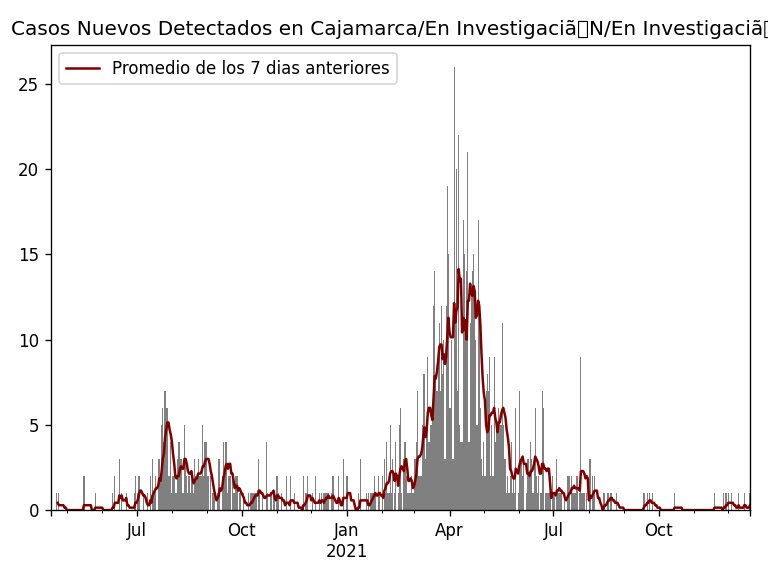 Casos Nuevos Detectados en Cajamarca/En Investigaciã▯N/En Investigaciã▯
Promedio de los 7 dias anteriores
25
20
15
10
5
0
Jul Oct Jan Apr Jul Oct
2021